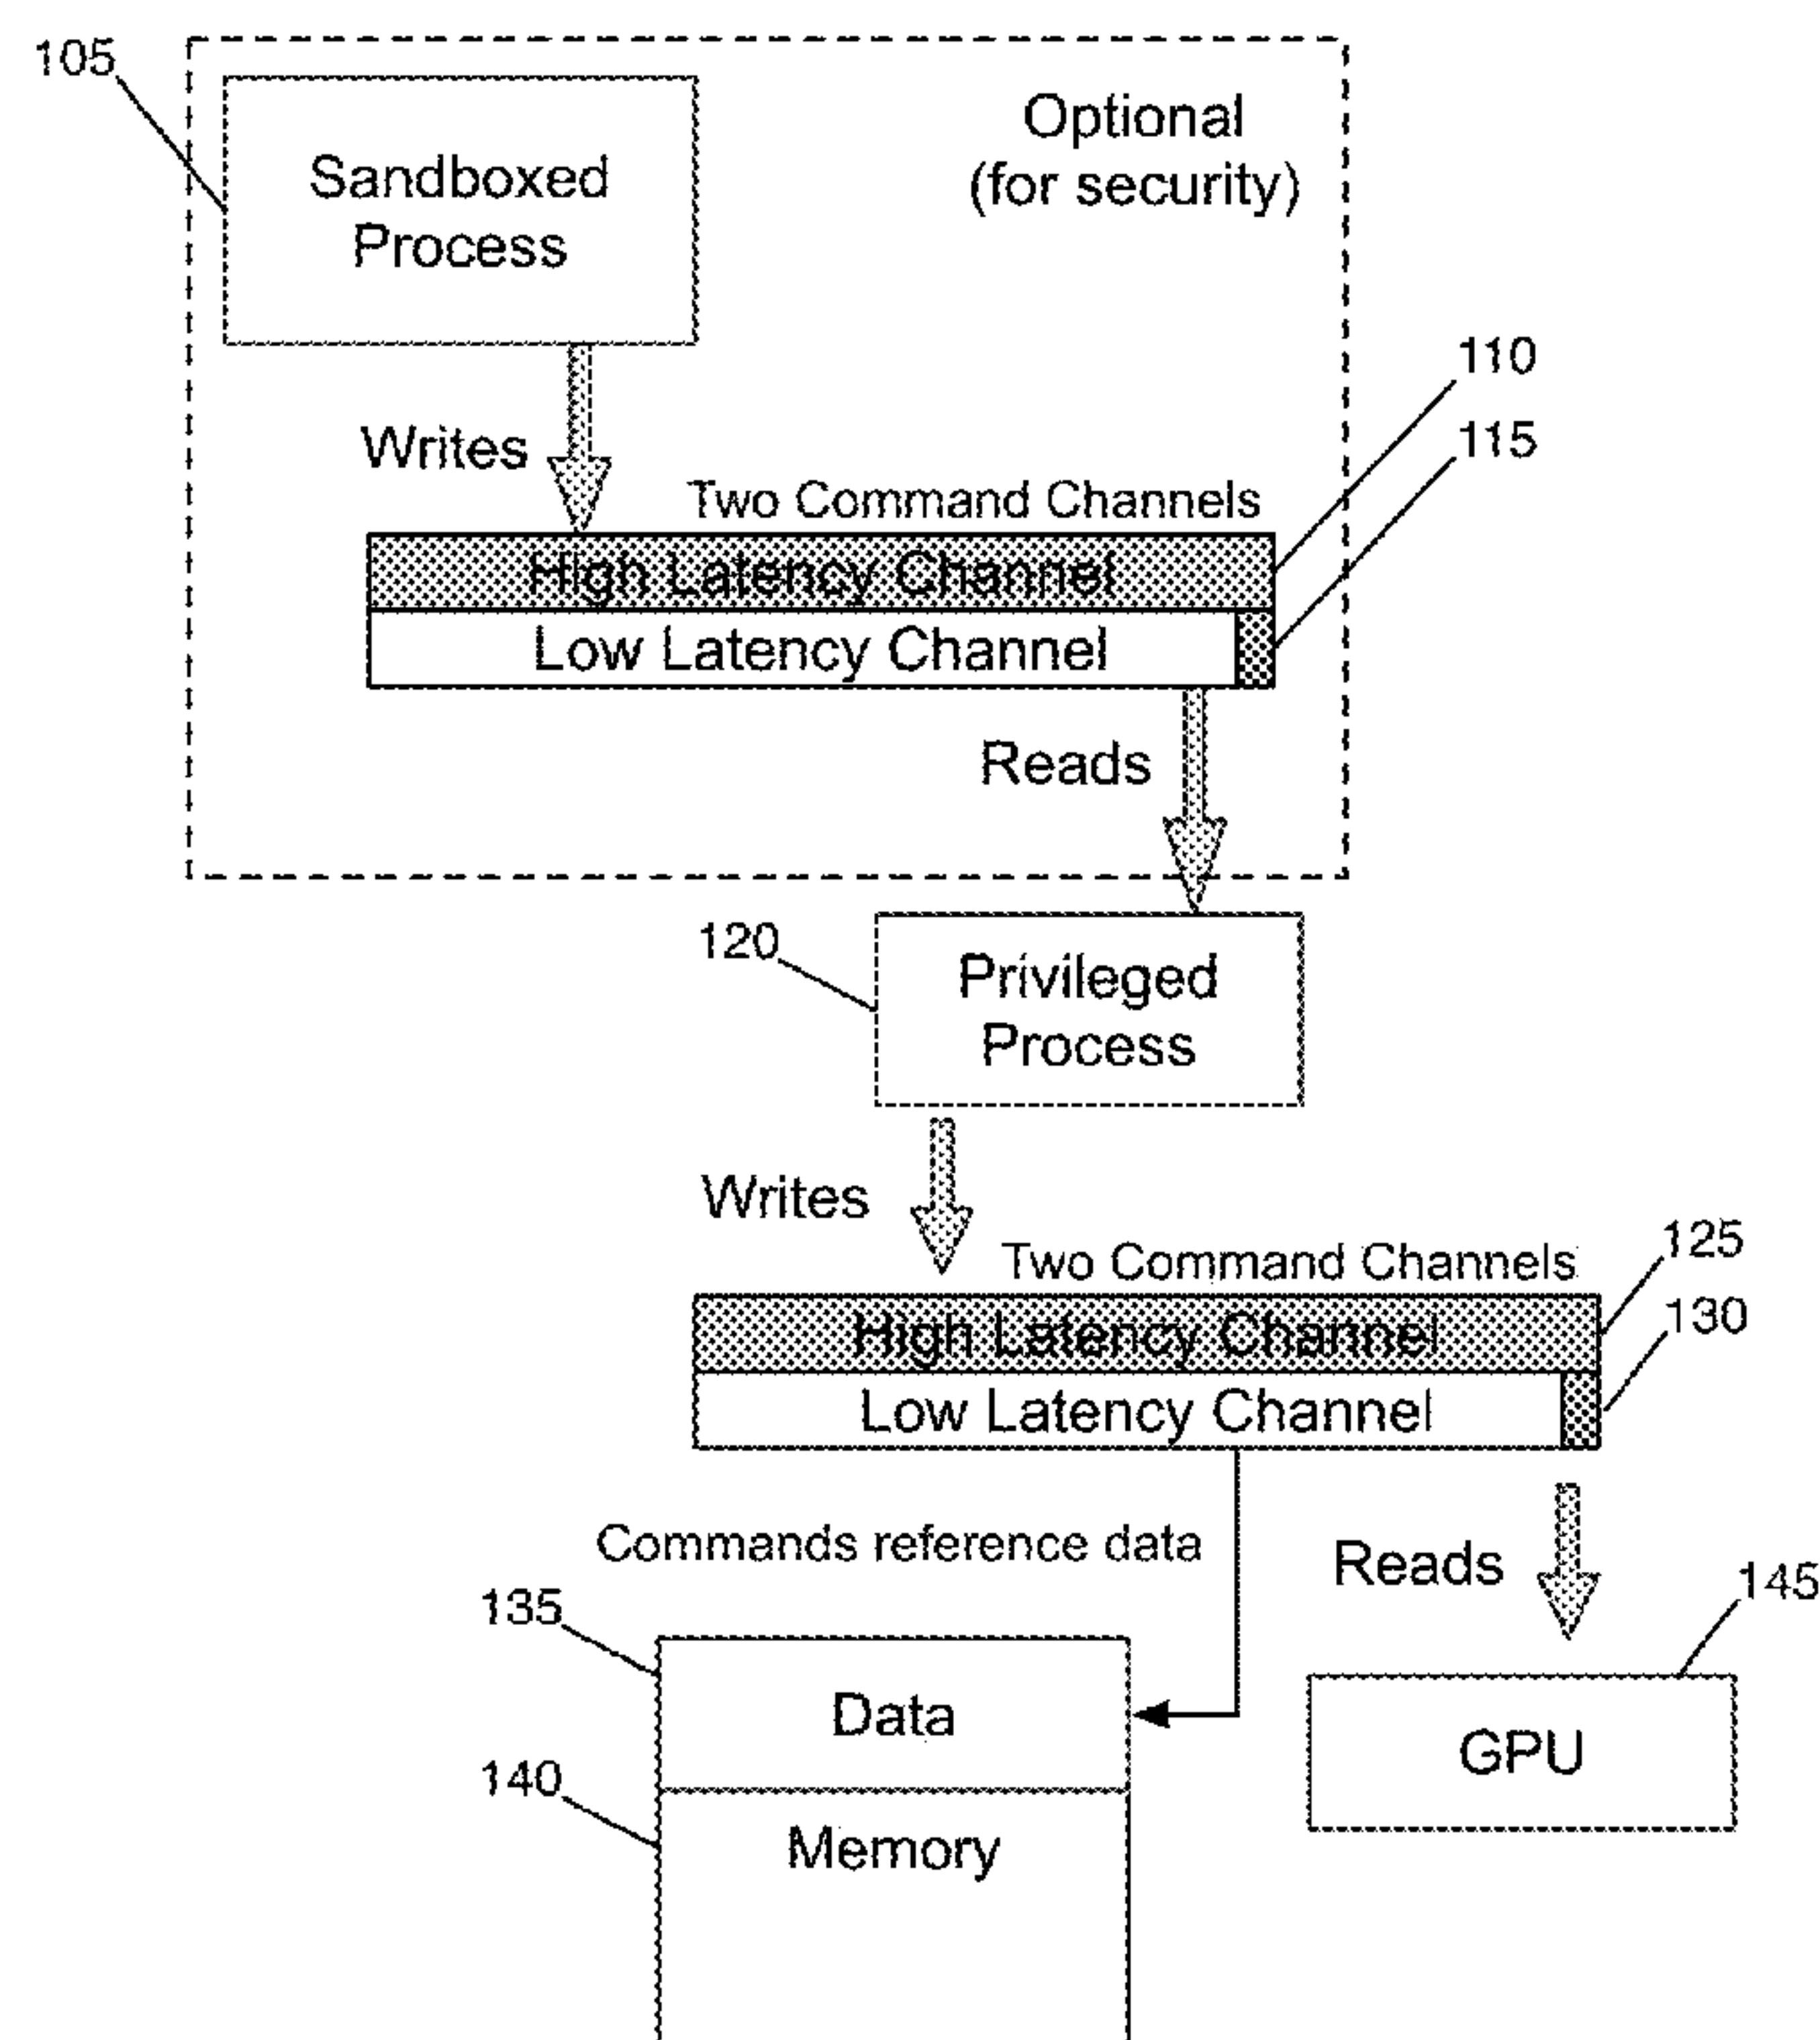 105
Optional
(for security)
Sandboxed
Process
110
115
Writes
Two Command Channels
High Latency Channel
Low Latency Channel
Reads
120
Privileged
Process
Writes
Two Command Channels
125
130
High Latency Channel
Low Latency Channel
Commands reference data
Reads
145
135
Data
GPU
140
Memory